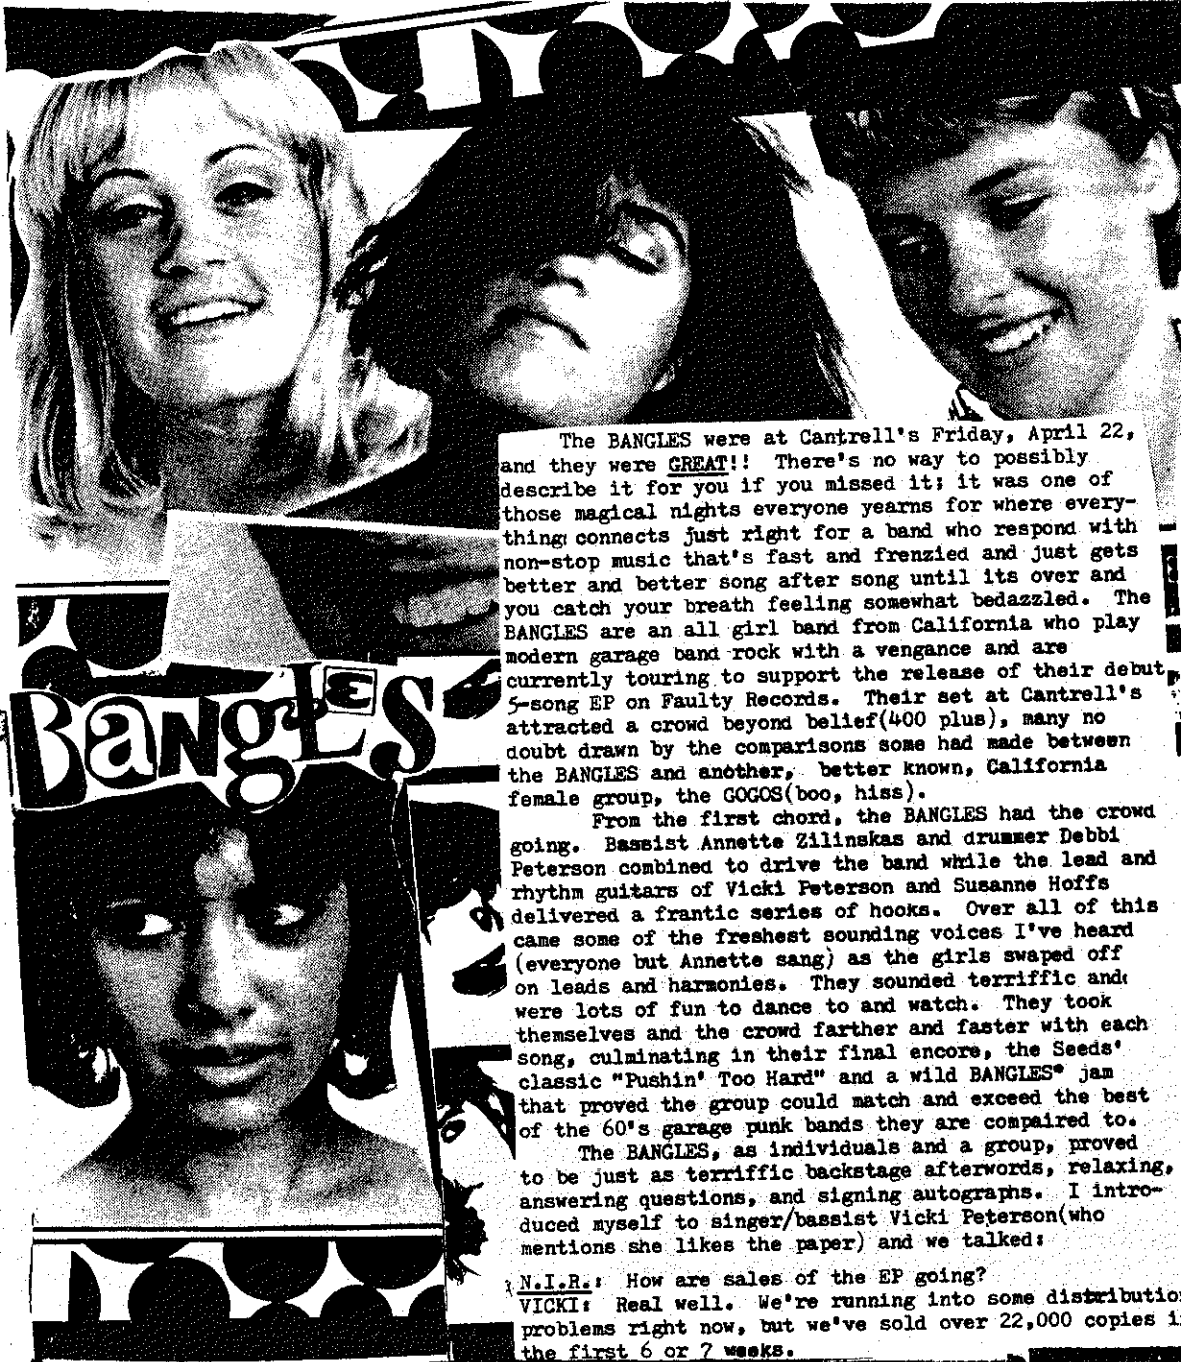 The BANGLES were at Cantrell's Friday, April 22,
and they were GREAT!! There's no way to possibly
describe it for you if you missed it; it was one of
those magical nights everyone yearns for where every-
thing connects just right for a band who respond with
non-stop music that's fast and frenzied and just gets
better and better song after song until its over and
you catch your breath feeling somewhat bedazzled. The
BANGLES are an all girl band from California who play
modern garage band rock with a vengance and are
currently touring to support the release of their debut
5-song EP on Faulty Records. Their set at Cantrell's
attracted a crowd beyond belief(400 plus), many no
doubt drawn by the comparisons some had made between
the BANGLES and another, better known, California
female group, the GOGOS(boo, hiss).
From the first chord, the BANGLES had the crowd
going. Bassist Annette Zilinskas and drummer Debbi
Peterson combined to drive the band while the lead and
rhythm guitars of Vicki Peterson and Susanne Hoffs
delivered a frantic series of hooks. Over all of this
came some of the freshest sounding voices I've heard
(everyone but Annette sang) as the girls swaped off
on leads and harmonies. They sounded terriffic and
were lots of fun to dance to and watch. They took
themselves and the crowd farther and faster with each
song, culminating in their final encore, the Seeds'
classic "Pushin' Too Hard" and a wild BANGLES' jam
that proved the group could match and exceed the best
of the 60's garage punk bands they are compaired to.
The BANGLES, as individuals and a group, proved
to be just as terriffic backstage afterwords, relaxing,
answering questions, and signing autographs. I intro-
duced myself to singer/bassist Vicki Peterson(who
mentions she likes the paper) and we talked:
N.I.R.: How are sales of the EP going?
VICKI: Real well. We're running into some distributio
problems right now, but we've sold over 22,000 copies i
the first 6 or 7 weeks.
BANgLES